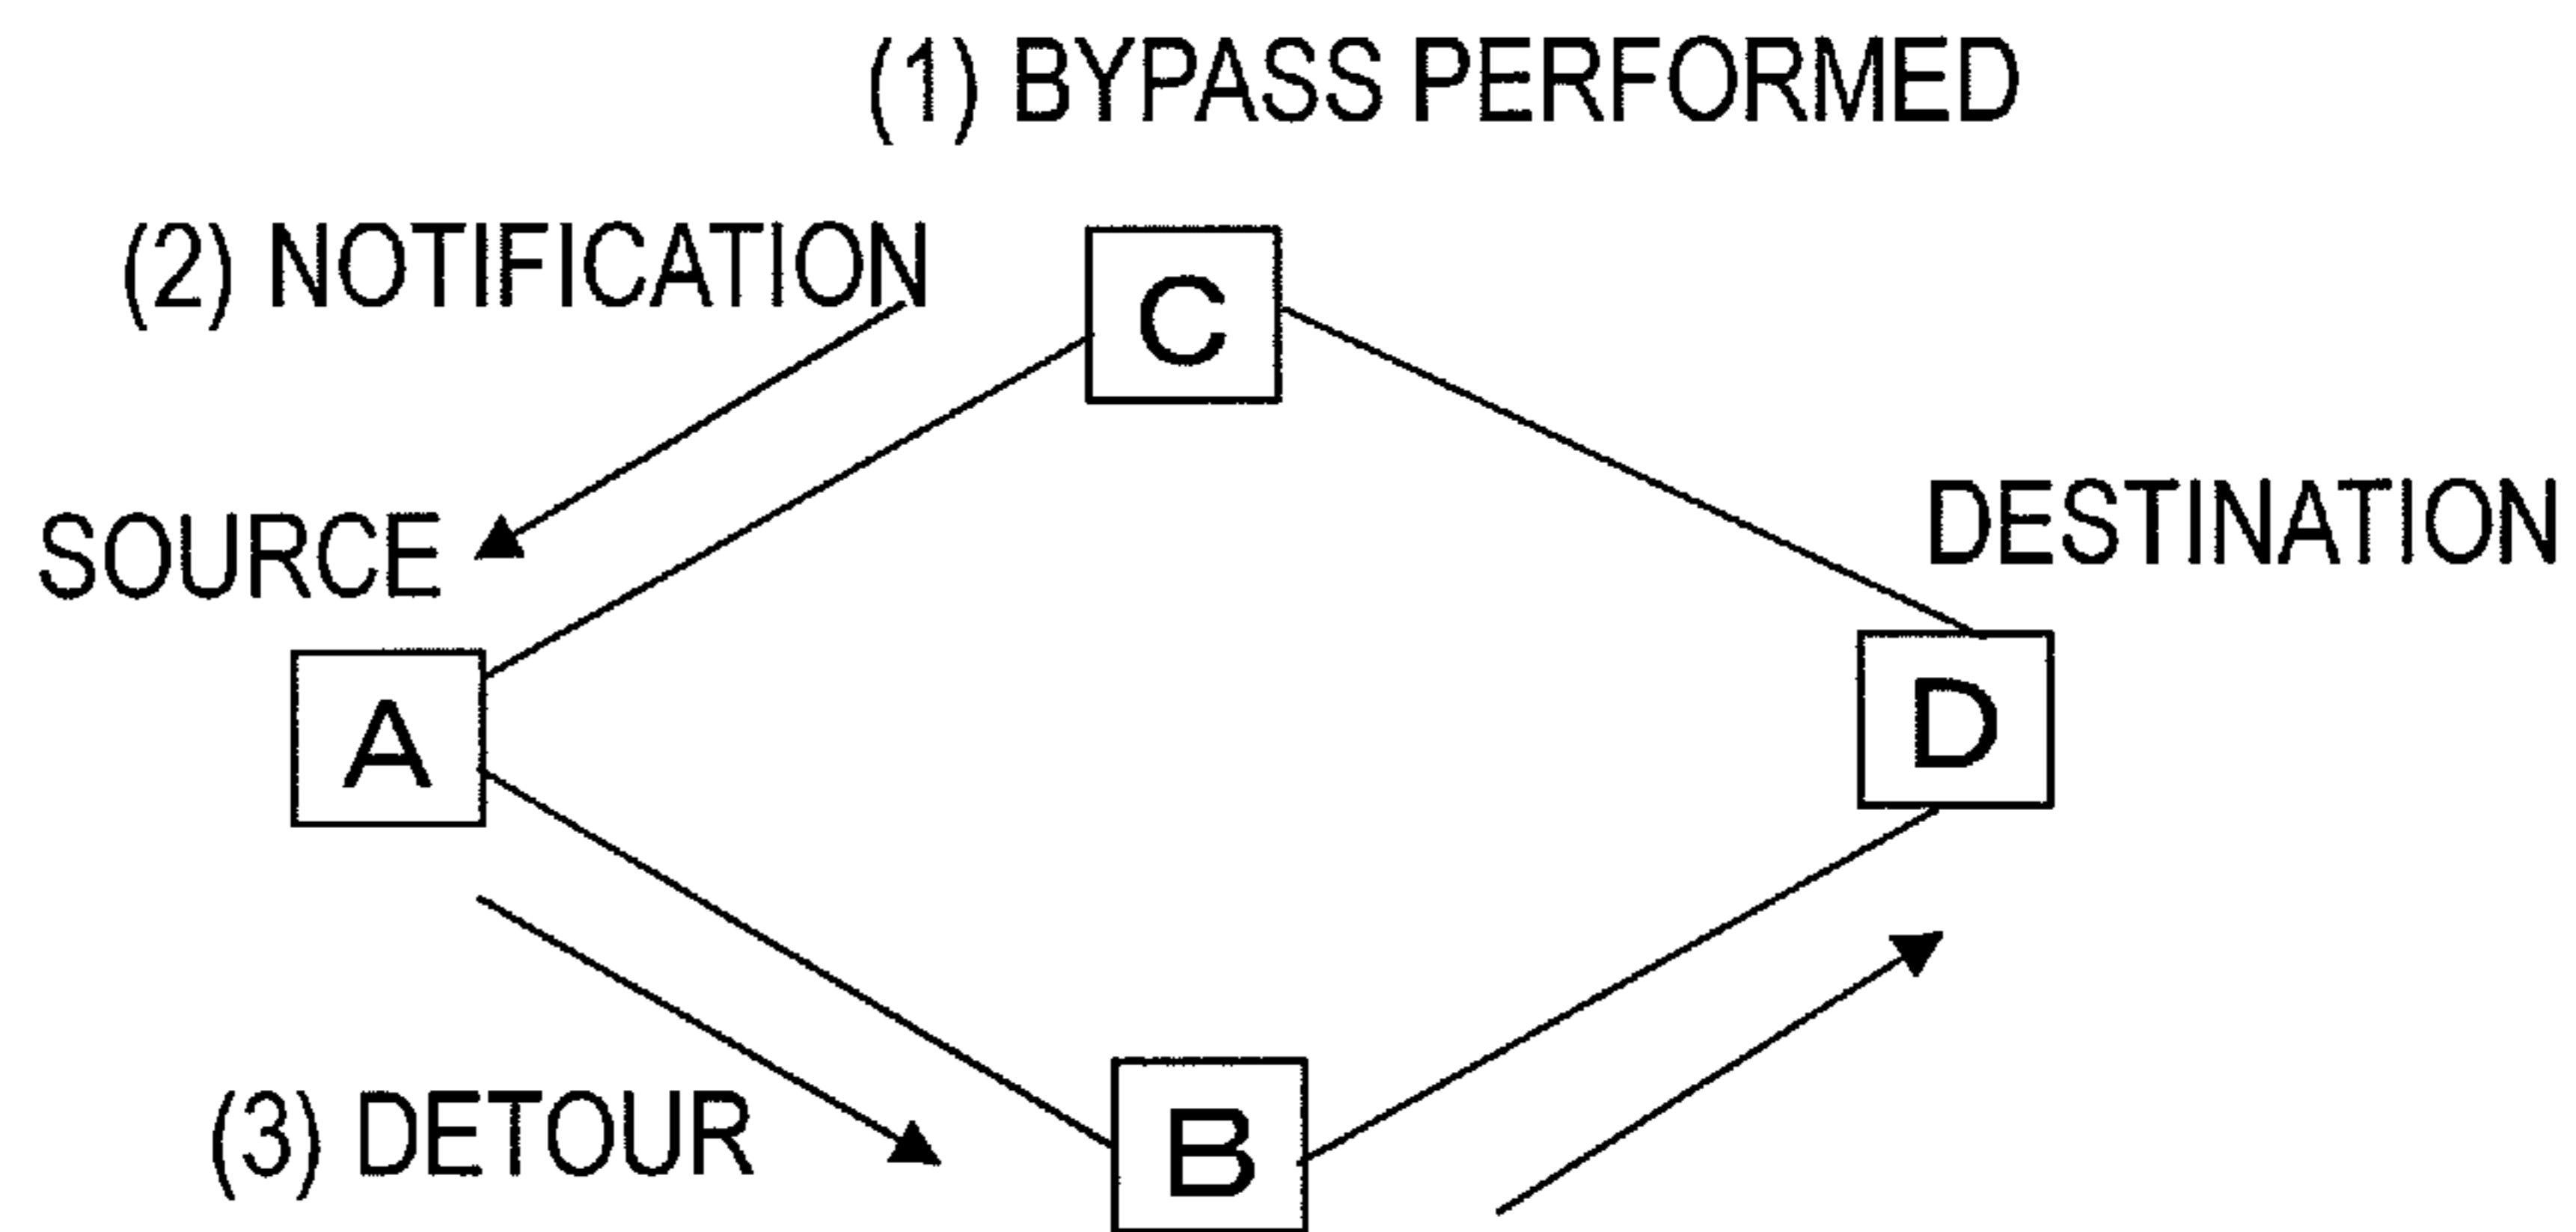 (1) BYPASS PERFORMED
(2) NOTIFICATION
C
SOURCE
DESTINATION
A
D
(3) DETOUR
B